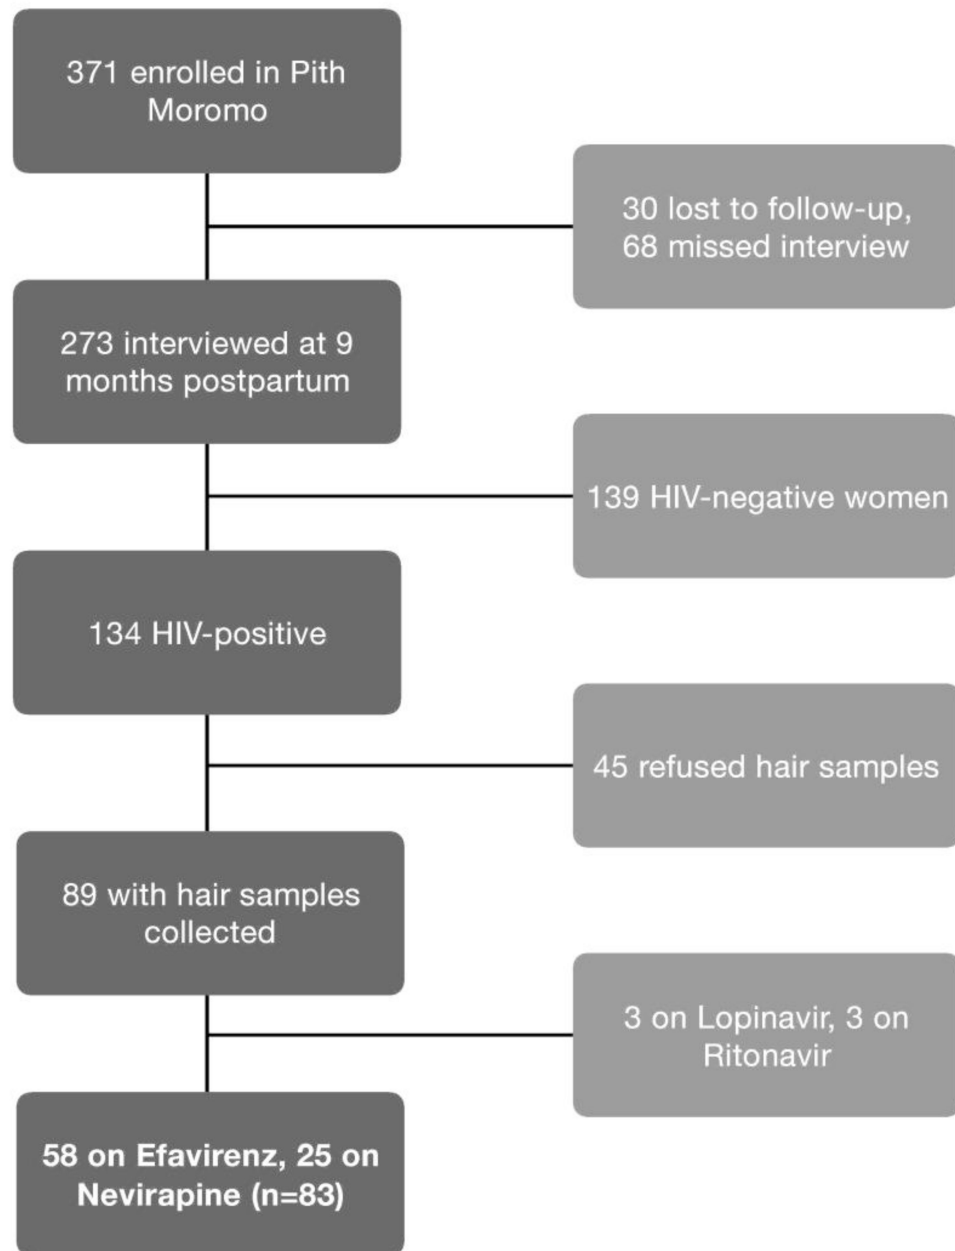 371 enrolled in Pith
Moromo
30 lost to follow-up,
68 missed interview
273 interviewed at 9
months postpartum
139 HIV-negative women
134 HIV-positive
45 refused hair samples
89 with hair samples
collected
3 on Lopinavir, 3 on
Ritonavir
58 on Efavirenz, 25 on
Nevirapine (n=83)